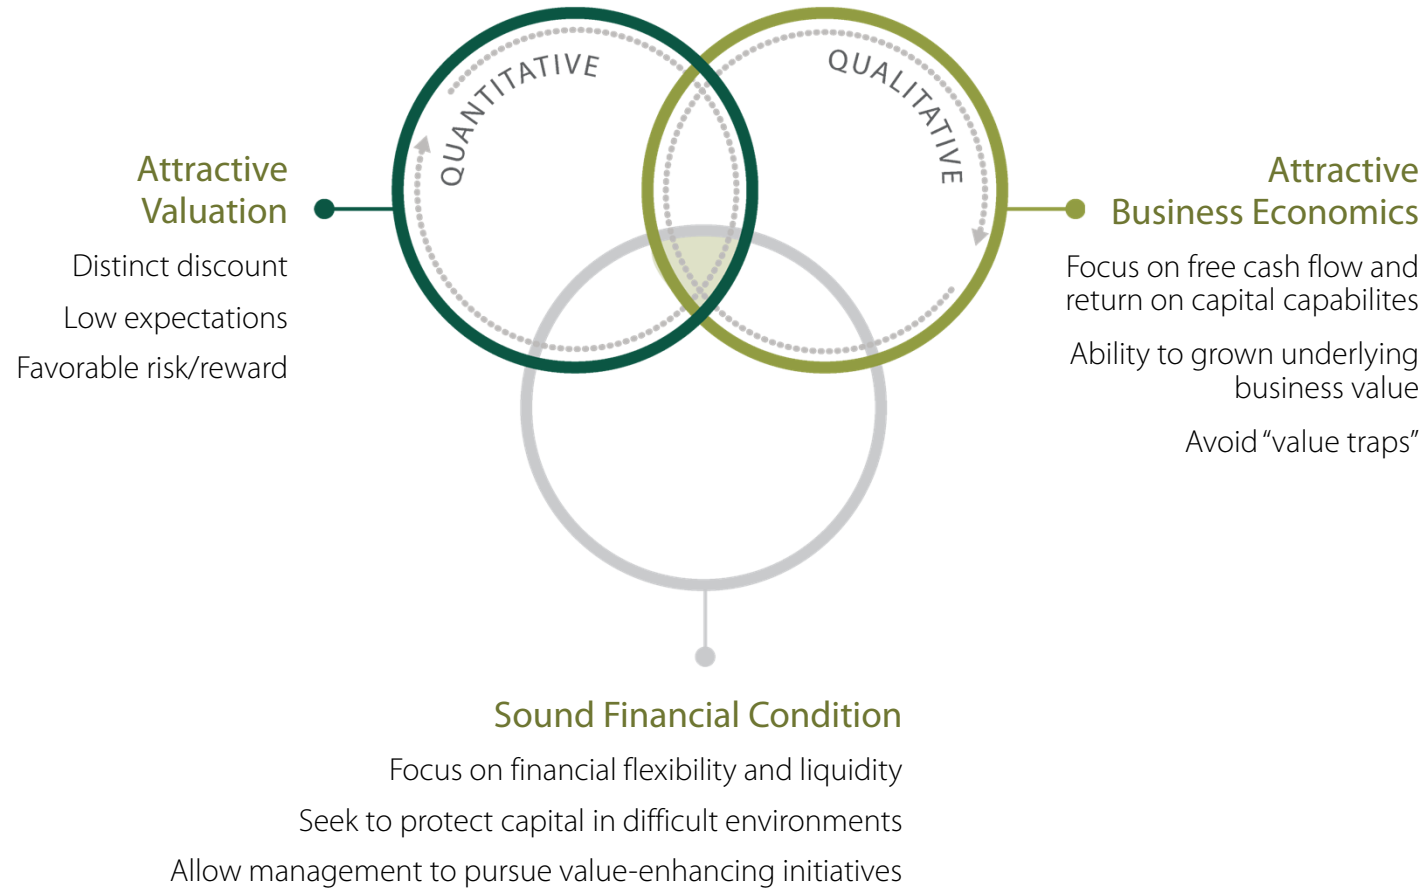 QUANTITATIVE
QUALITATIVE
Attractive
Valuation
Distinct discount
Low expectations
Favorable risk/reward
Attractive
Business Economics
Focus on free cash flow and
return on capital capabilites
Ability to grown underlying
business value
Avoid “value traps”
Sound Financial Condition
Focus on financial flexibility and liquidity
Seek to protect capital in difficult environments
Allow management to pursue value-enhancing initiatives